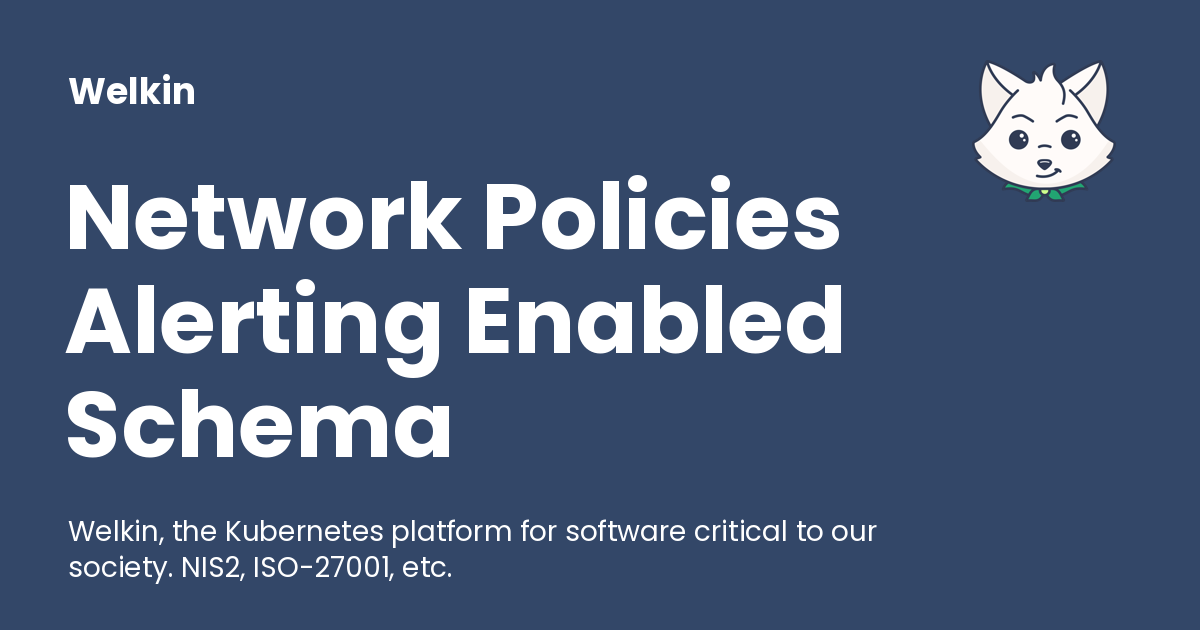 Welkin
Network Policies
Alerting Enabled
Schema
Welkin, the Kubernetes platform for software critical to our
society. NIS2, ISO-27001, etc.